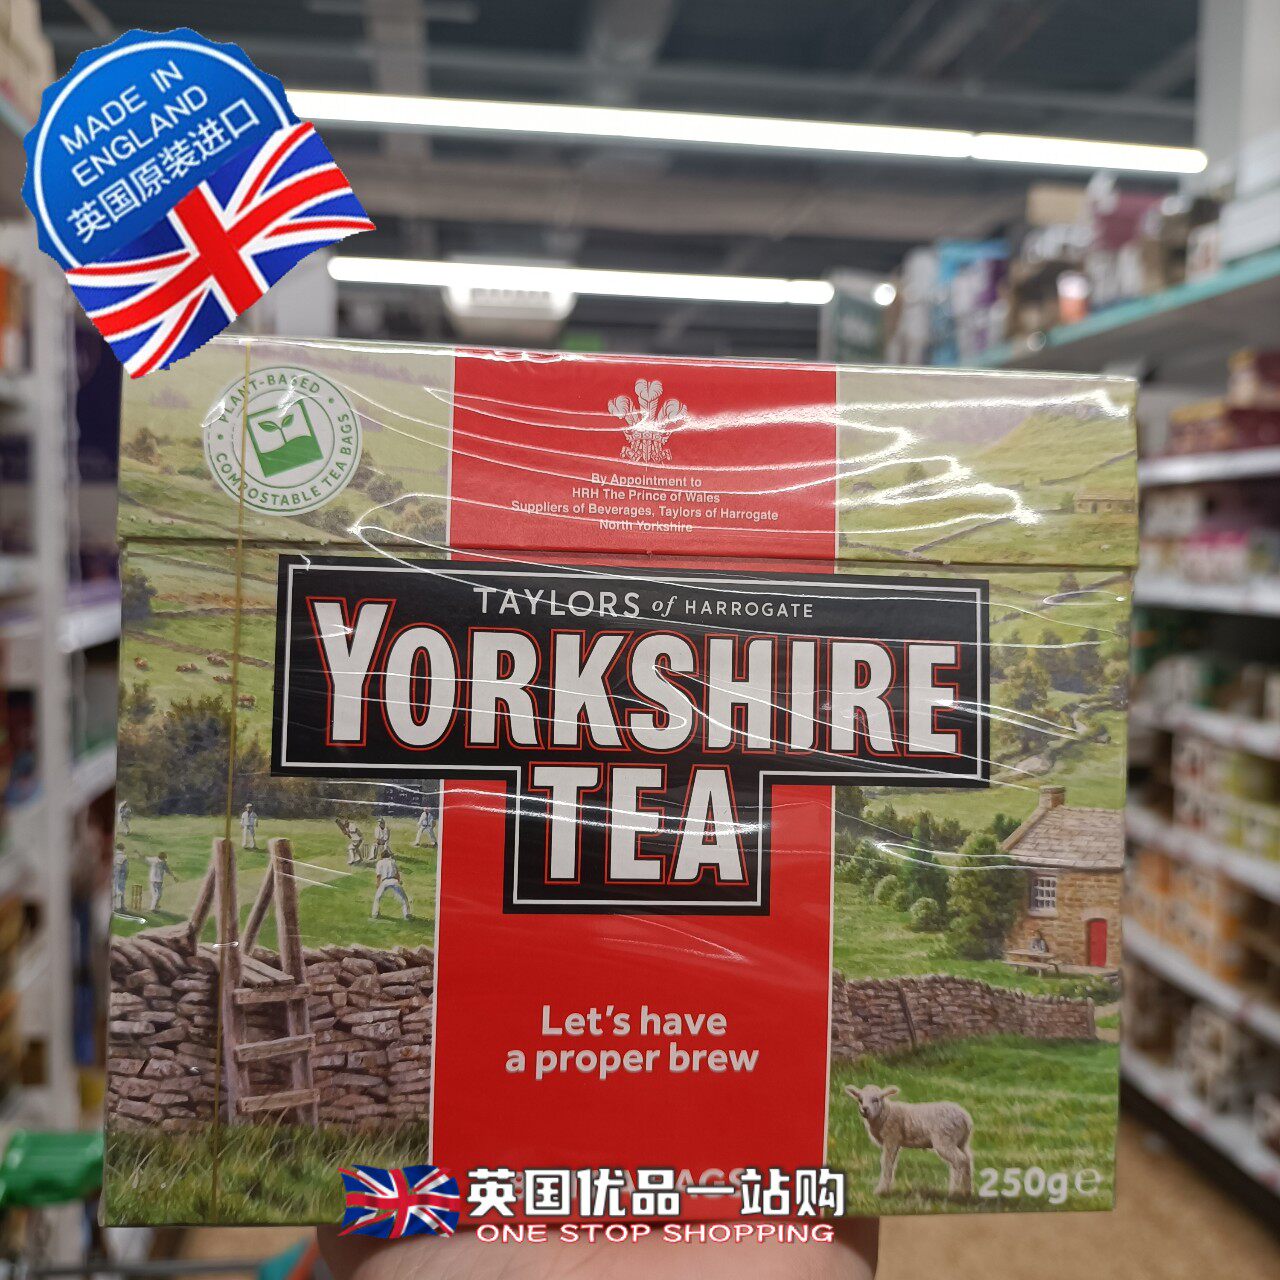 MADE IN
ENGLAND
英国原装进口
PLANT-BASED
COMPOSTABLE TEA BAGS
By Appointment to
HRH The Prince of Wales
Suppliers of Beverages, Taylors of Harrogate
North Yorkshire
TAYLORS of HARROGATE
YORKSHIRE
TEA
Let's have
a proper brew
250g℮
英国优品一站购
ONE STOP SHOPPING